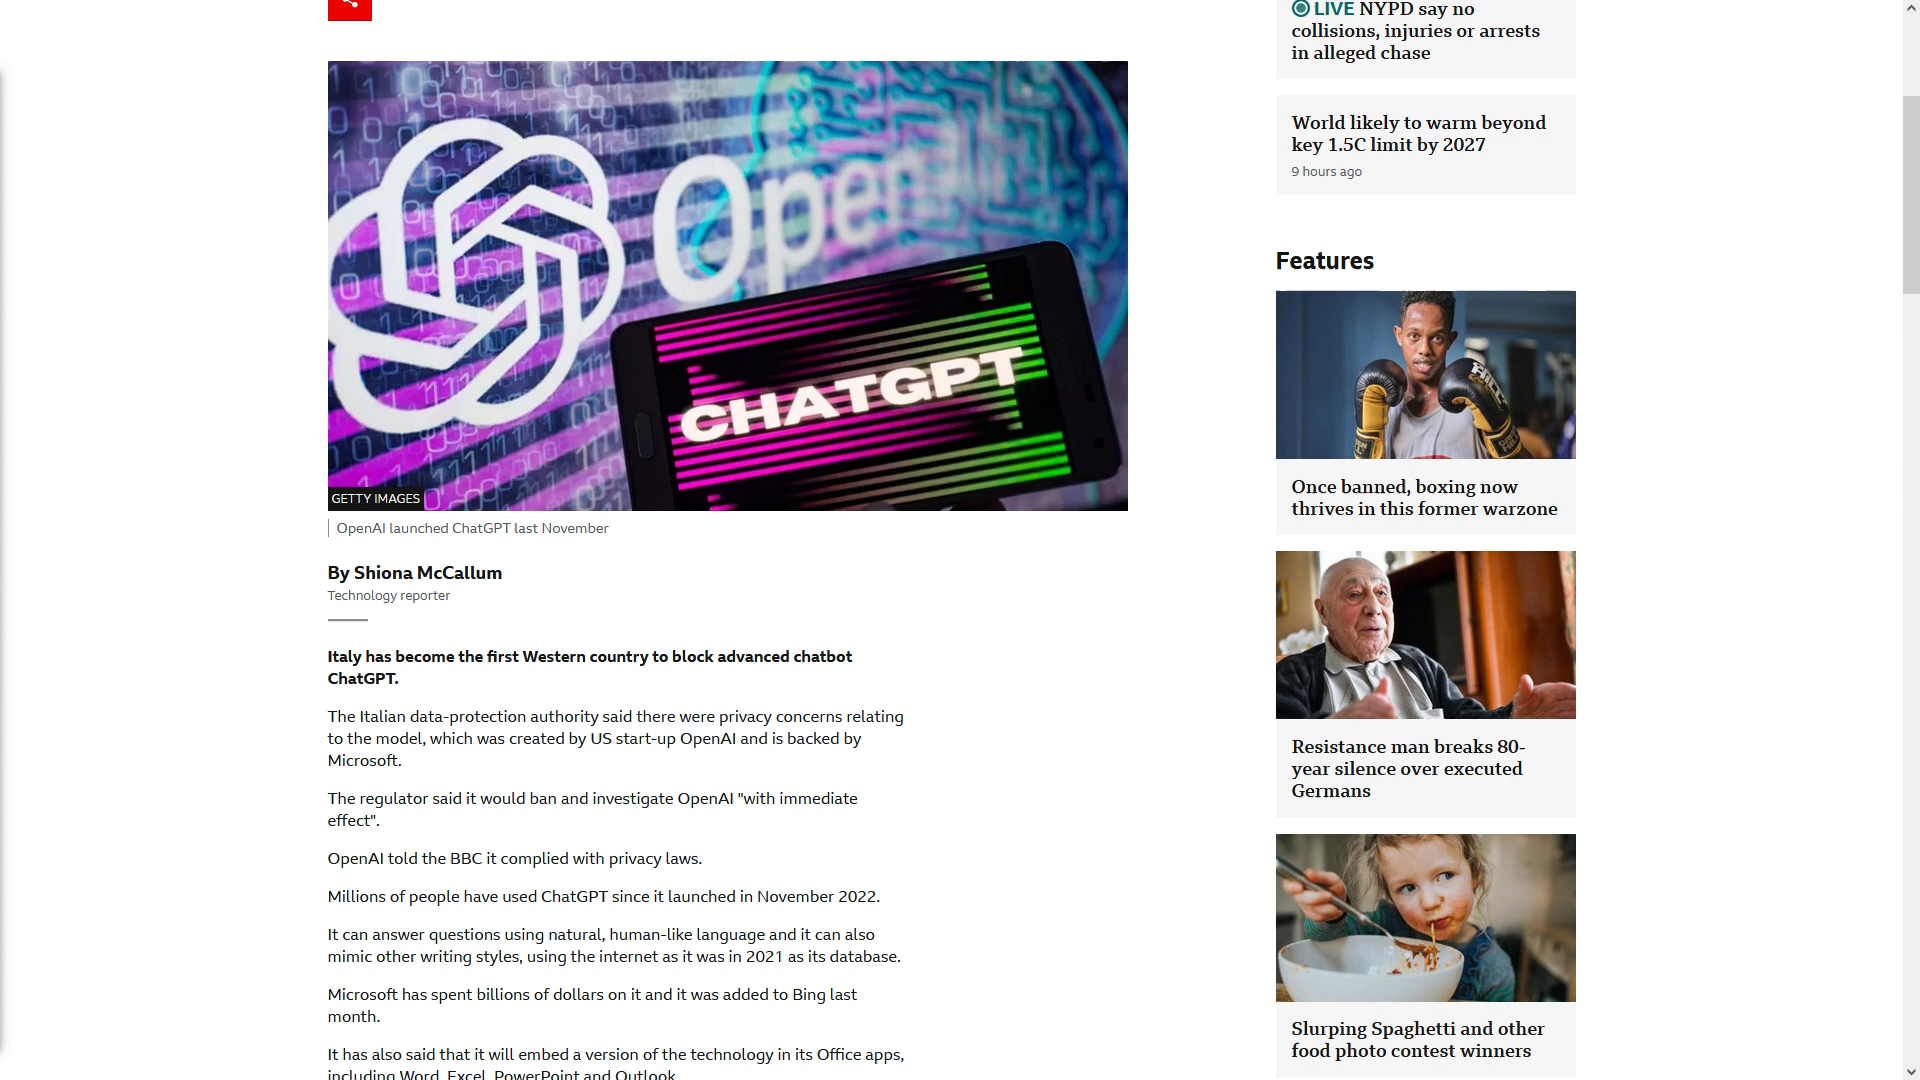 Open
CHATGPT
GETTY IMAGES
OpenAI launched ChatGPT last November
By Shiona McCallum
Technology reporter
Italy has become the first Western country to block advanced chatbot
ChatGPT.
The Italian data-protection authority said there were privacy concerns relating
to the model, which was created by US start-up OpenAI and is backed by
Microsoft.
The regulator said it would ban and investigate OpenAI "with immediate
effect".
OpenAI told the BBC it complied with privacy laws.
Millions of people have used ChatGPT since it launched in November 2022.
It can answer questions using natural, human-like language and it can also
mimic other writing styles, using the internet as it was in 2021 as its database.
Microsoft has spent billions of dollars on it and it was added to Bing last
month.
It has also said that it will embed a version of the technology in its Office apps,
including Word, Excel, PowerPoint and Outlook.
LIVE NYPD say no
collisions, injuries or arrests
in alleged chase
World likely to warm beyond
key 1.5C limit by 2027
9 hours ago
Features
Once banned, boxing now
thrives in this former warzone
Resistance man breaks 80-
year silence over executed
Germans
Slurping Spaghetti and other
food photo contest winners